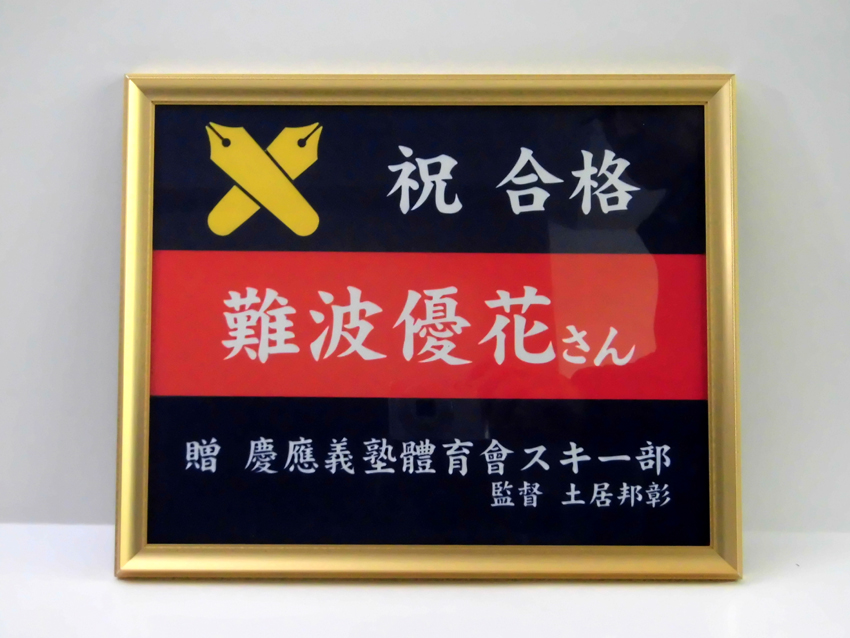 祝 合格
難波優花さん
贈 慶應義塾體育會スキー部
監督 土居邦彰